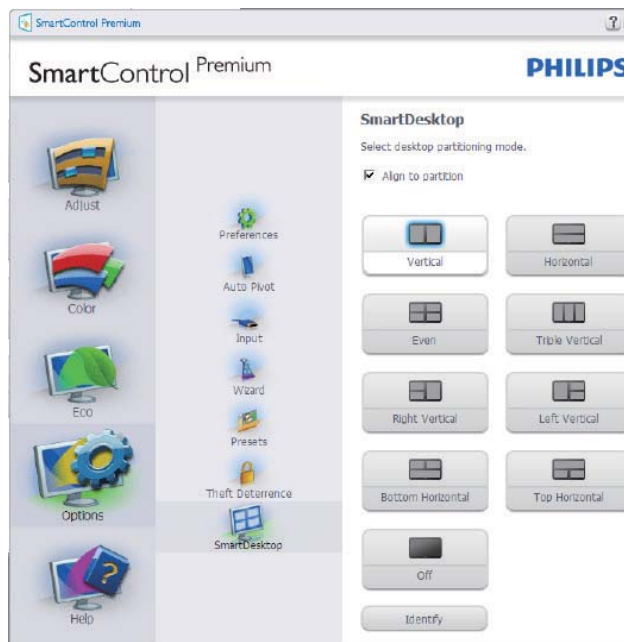 SmartControl Premium
?
SmartControl Premium
PHILIPS
Adjust
Color
Eco
Options
Help
Preferences
Auto Pivot
Input
Wizard
Presets
Theft Deterrence
SmartDesktop
SmartDesktop
Select desktop partitioning mode.
Align to partition
Vertical
Horizontal
Even
Triple Vertical
Right Vertical
Left Vertical
Bottom Horizontal
Top Horizontal
Off
Identify